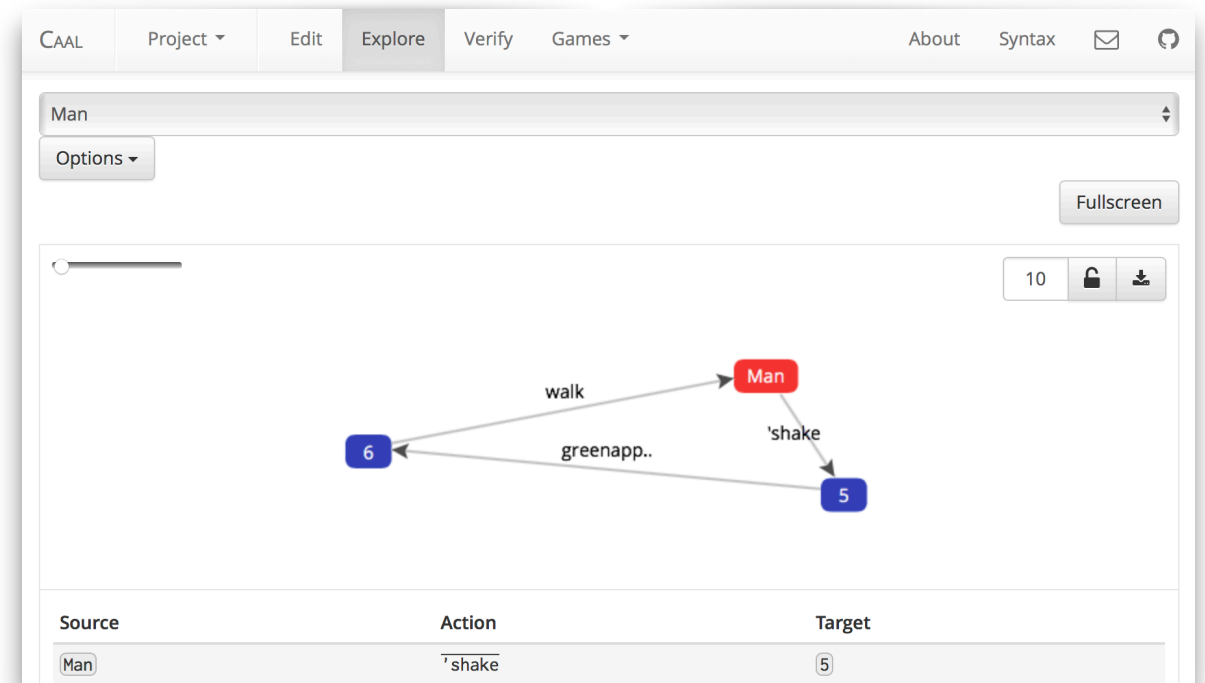 CAAL Project Edit Explore Verify Games About Syntax
Man
Options
Fullscreen
10
Man
walk
'shake
greenapp..
6
5
Source Action Target
Man 'shake 5